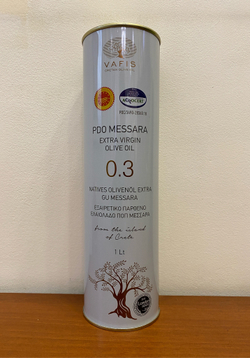 VAFIS
PDO MESSARA
EXTRA VIRGIN
OLIVE OIL
0.3
NATIVES OLIVENÖL EXTRA
GU MESSARA
ΕΞΑΙΡΕΤΙΚΟ ΠΑΡΘΕΝΟ
ΕΛΑΙΟΛΑΔΟ ΠΟΠ ΜΕΣΣΑΡΑ
from the island
of Crete
1 Lt